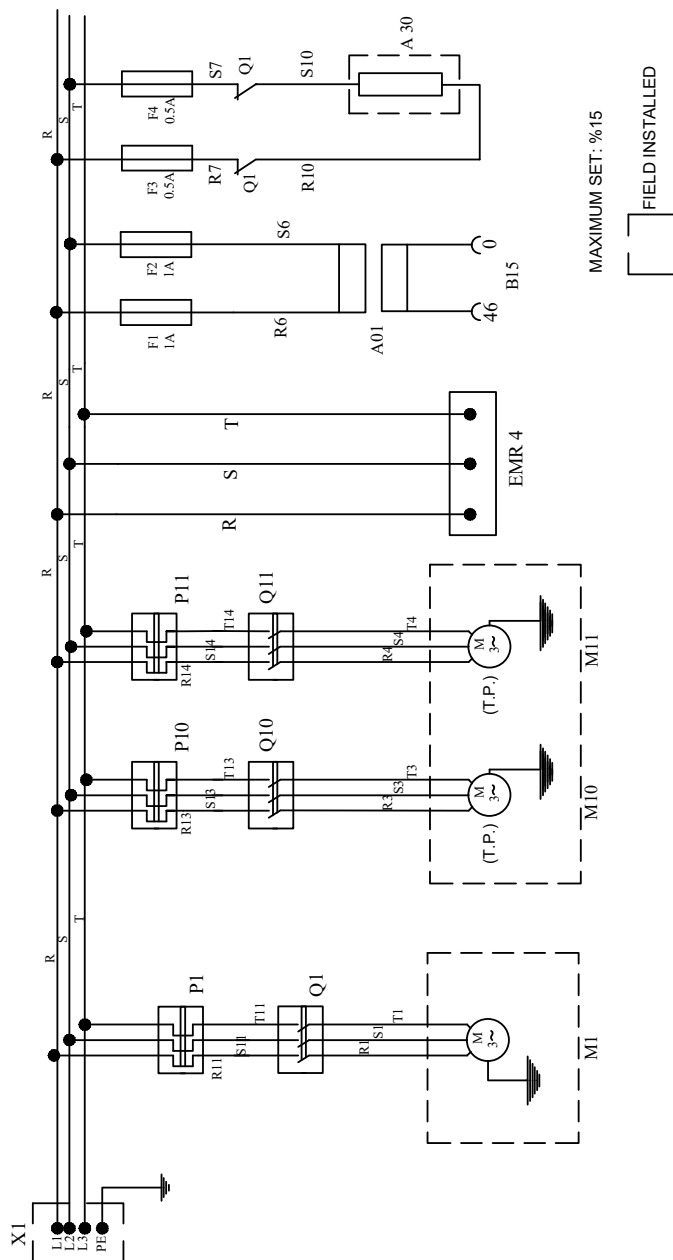 X1
L1
L2
L3
PE
R
S
T
P1
R11
S11
T11
Q1
R1
S1
T1
M
3~
M1
R
S
T
P10
R13
S13
T13
Q10
R3
S3
T3
M
3~
(T.P.)
M10
P11
R14
S14
T14
Q11
R4
S4
T4
M
3~
(T.P.)
M11
R
S
T
R
S
T
EMR 4
R
S
T
F1
1A
F2
1A
R6
S6
A01
46
0
B15
F3
0.5A
F4
0.5A
R7
S7
Q1
Q1
R10
S10
A 30
R
S
T
MAXIMUM SET: %15
FIELD INSTALLED